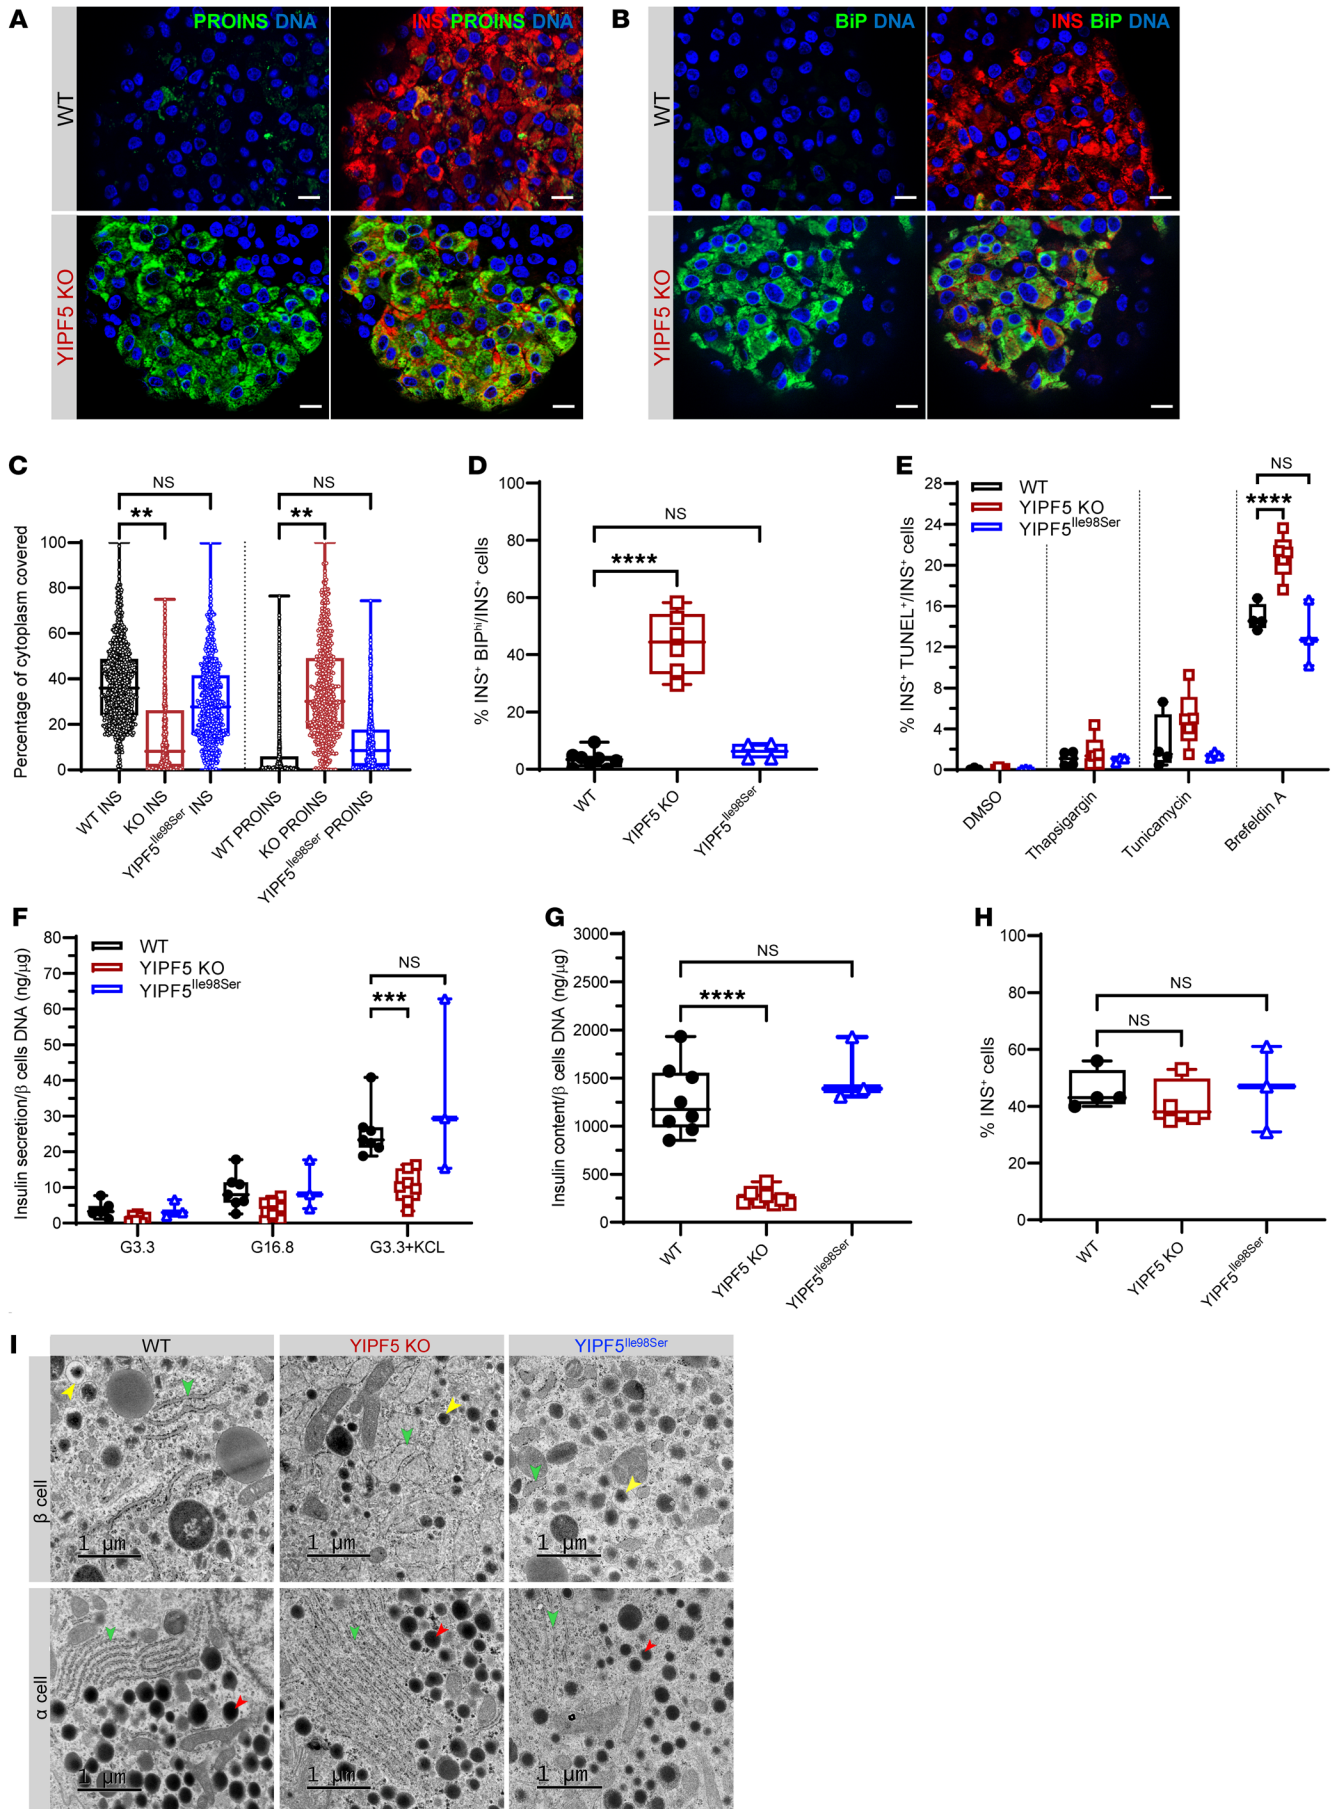 A
PROINS DNA
INS PROINS DNA
WT
YIPF5 KO
B
BiP DNA
INS BiP DNA
WT
YIPF5 KO
C
Percentage of cytoplasm covered
100
80
60
40
20
0
NS
**
NS
**
WT INS
KO INS
YIPF5Ile98Ser INS
WT PROINS
KO PROINS
YIPF5Ile98Ser PROINS
D
% INS+ BIPhi/INS+ cells
100
80
60
40
20
0
NS
****
WT
YIPF5 KO
YIPF5Ile98Ser
E
% INS+ TUNEL+/INS+ cells
28
24
20
16
12
8
4
0
WT
YIPF5 KO
YIPF5Ile98Ser
NS
****
DMSO
Thapsigargin
Tunicamycin
Brefeldin A
F
Insulin secretion/β cells DNA (ng/μg)
80
70
60
50
40
30
20
10
0
WT
YIPF5 KO
YIPF5Ile98Ser
NS
***
G3.3
G16.8
G3.3+KCL
G
Insulin content/β cells DNA (ng/μg)
3000
2500
2000
1500
1000
500
0
NS
****
WT
YIPF5 KO
YIPF5Ile98Ser
H
% INS+ cells
100
80
60
40
20
0
NS
NS
WT
YIPF5 KO
YIPF5Ile98Ser
I
WT
YIPF5 KO
YIPF5Ile98Ser
β cell
1 μm
1 μm
1 μm
α cell
1 μm
1 μm
1 μm